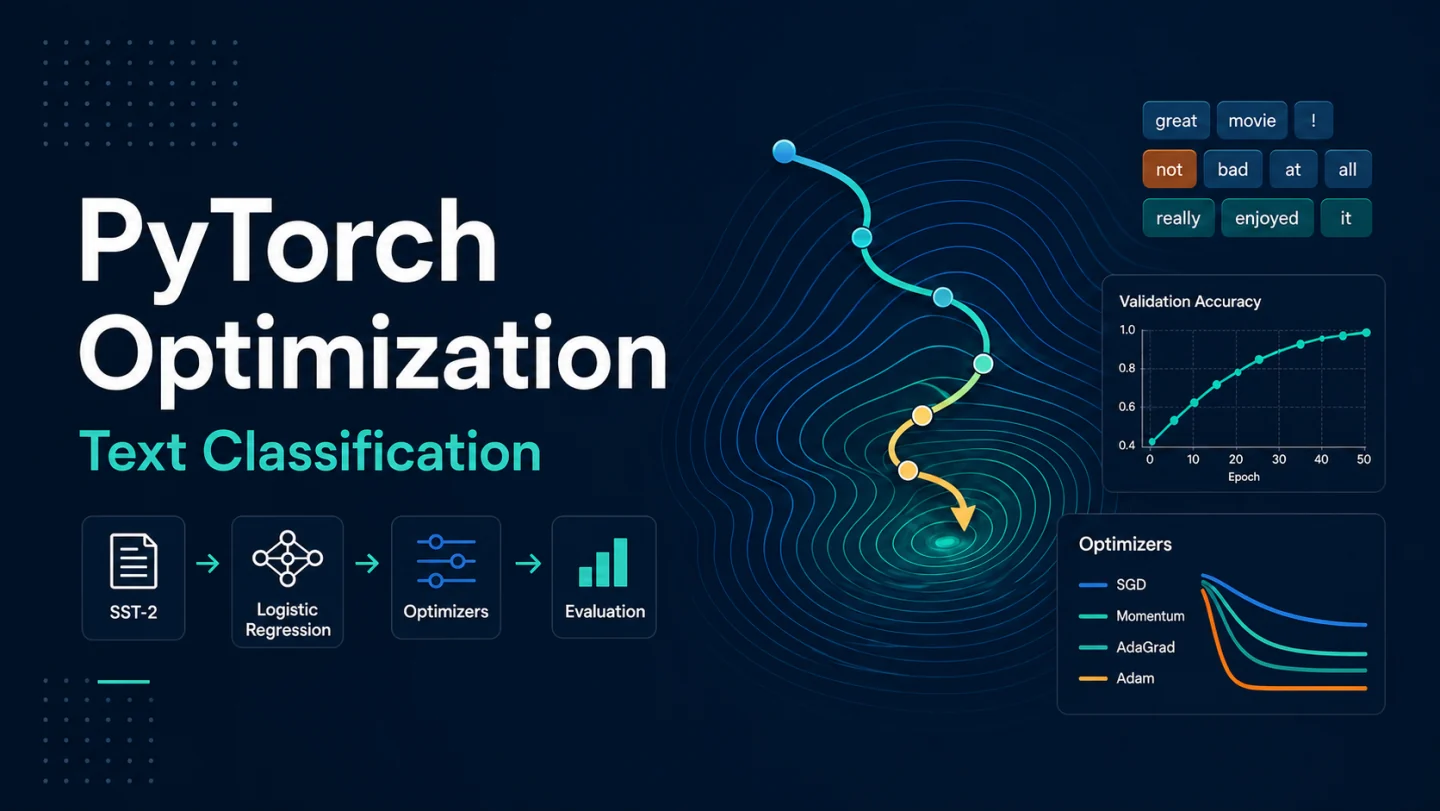 PyTorch
Optimization
Text Classification
SST-2
Logistic
Regression
Optimizers
Evaluation
great movie !
not bad at all
really enjoyed it
Validation Accuracy
1.0
0.8
0.6
0.4
0 10 20 30 40 50
Epoch
Optimizers
SGD
Momentum
AdaGrad
Adam